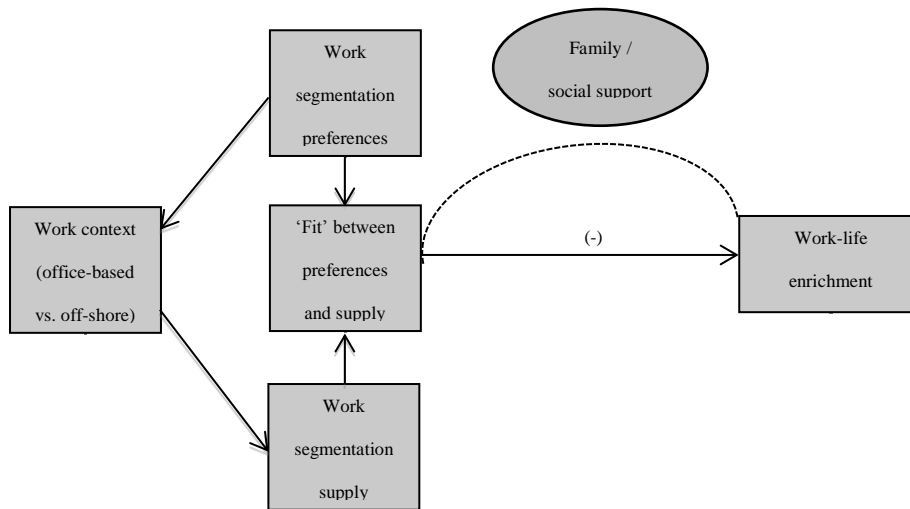 Work
segmentation
preferences
Family /
social support
Work context
(office-based
vs. off-shore)
‘Fit’ between
preferences
and supply
(-)
Work-life
enrichment
Work
segmentation
supply